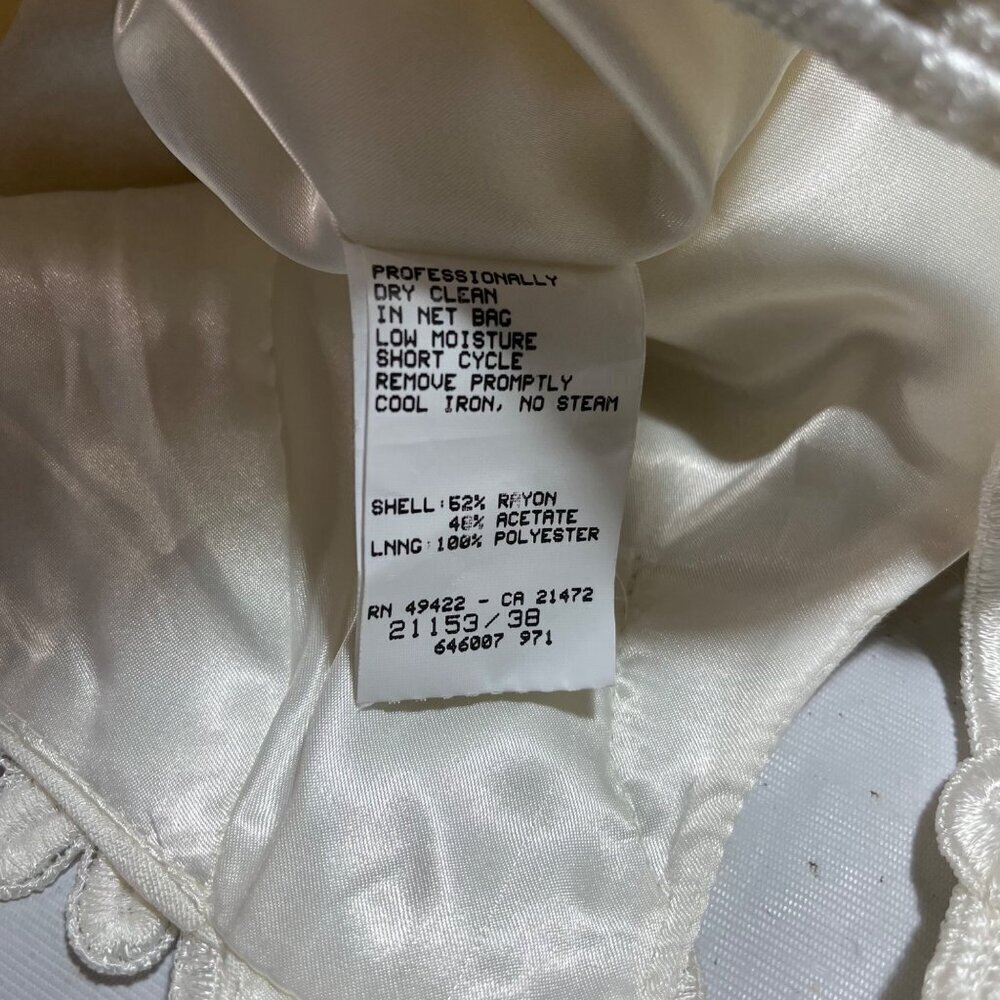 PROFESSIONALLY
DRY CLEAN
IN NET BAG
LOW MOISTURE
SHORT CYCLE
REMOVE PROMPTLY
COOL IRON, NO STEAM
SHELL: 52% RAYON
48% ACETATE
LNNG: 100% POLYESTER
RN 49422 - CA 21472
21153/38
646007 971